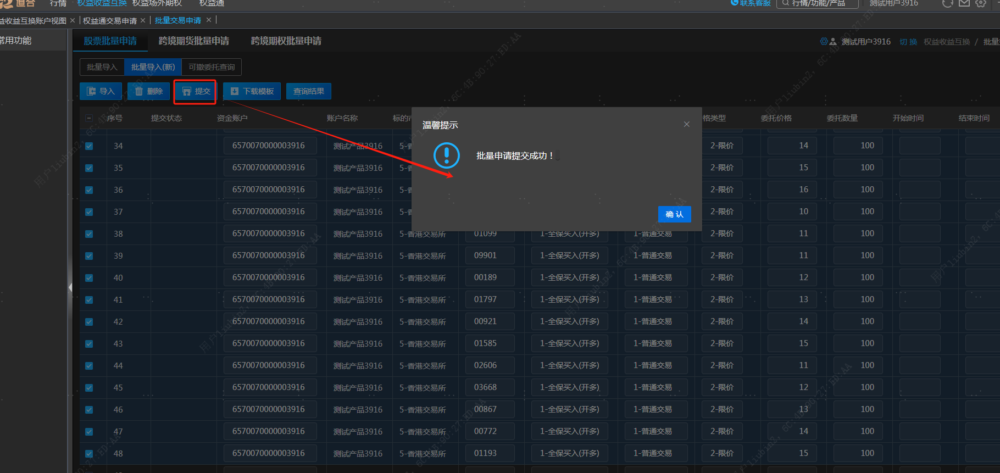 道合 行情 权益收益互换 权益场外期权 权益通 联系客服 行情/功能/产品 测试用户3916
益收益互换账户视图 × 权益通交易申请 × 批量交易申请 ×
常用功能 股票批量申请 跨境期货批量申请 跨境期权批量申请 测试用户3916 切 换 权益收益互换 / 批量
批量导入 批量导入(新) 可撤委托查询
导入 删除 提交 下载模板 查询结果
序号 提交状态 资金账户 账户名称 标的市 格类型 委托价格 委托数量 开始时间 结束时间
温馨提示
批量申请提交成功！
确 认
34 6570070000003916 测试产品3916 5-香 2-限价 14 100
35 6570070000003916 测试产品3916 5-香 2-限价 15 100
36 6570070000003916 测试产品3916 5-香 2-限价 16 100
37 6570070000003916 测试产品3916 5-香 2-限价 10 100
38 6570070000003916 测试产品3916 5-香港交易所 01099 1-全保买入(开多) 1-普通交易 2-限价 11 100
39 6570070000003916 测试产品3916 5-香港交易所 09901 1-全保买入(开多) 1-普通交易 2-限价 11 100
40 6570070000003916 测试产品3916 5-香港交易所 00189 1-全保买入(开多) 1-普通交易 2-限价 12 100
41 6570070000003916 测试产品3916 5-香港交易所 01797 1-全保买入(开多) 1-普通交易 2-限价 13 100
42 6570070000003916 测试产品3916 5-香港交易所 00921 1-全保买入(开多) 1-普通交易 2-限价 14 100
43 6570070000003916 测试产品3916 5-香港交易所 01585 1-全保买入(开多) 1-普通交易 2-限价 15 100
44 6570070000003916 测试产品3916 5-香港交易所 02606 1-全保买入(开多) 1-普通交易 2-限价 11 100
45 6570070000003916 测试产品3916 5-香港交易所 03668 1-全保买入(开多) 1-普通交易 2-限价 12 100
46 6570070000003916 测试产品3916 5-香港交易所 00867 1-全保买入(开多) 1-普通交易 2-限价 13 100
47 6570070000003916 测试产品3916 5-香港交易所 00772 1-全保买入(开多) 1-普通交易 2-限价 14 100
48 6570070000003916 测试产品3916 5-香港交易所 01193 1-全保买入(开多) 1-普通交易 2-限价 15 100
用户liubin2, 6C:4B:90:27:ED:AA